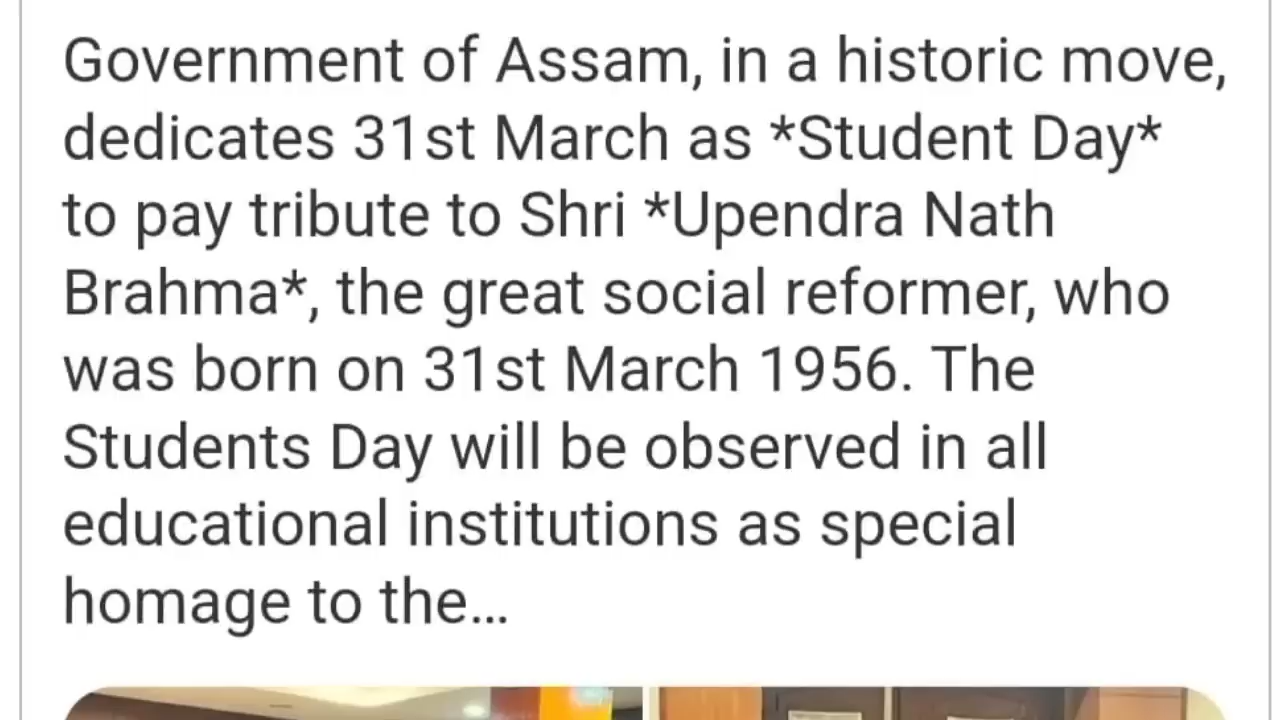 Government of Assam, in a historic move,
dedicates 31st March as *Student Day*
to pay tribute to Shri *Upendra Nath
Brahma*, the great social reformer, who
was born on 31st March 1956. The
Students Day will be observed in all
educational institutions as special
homage to the...